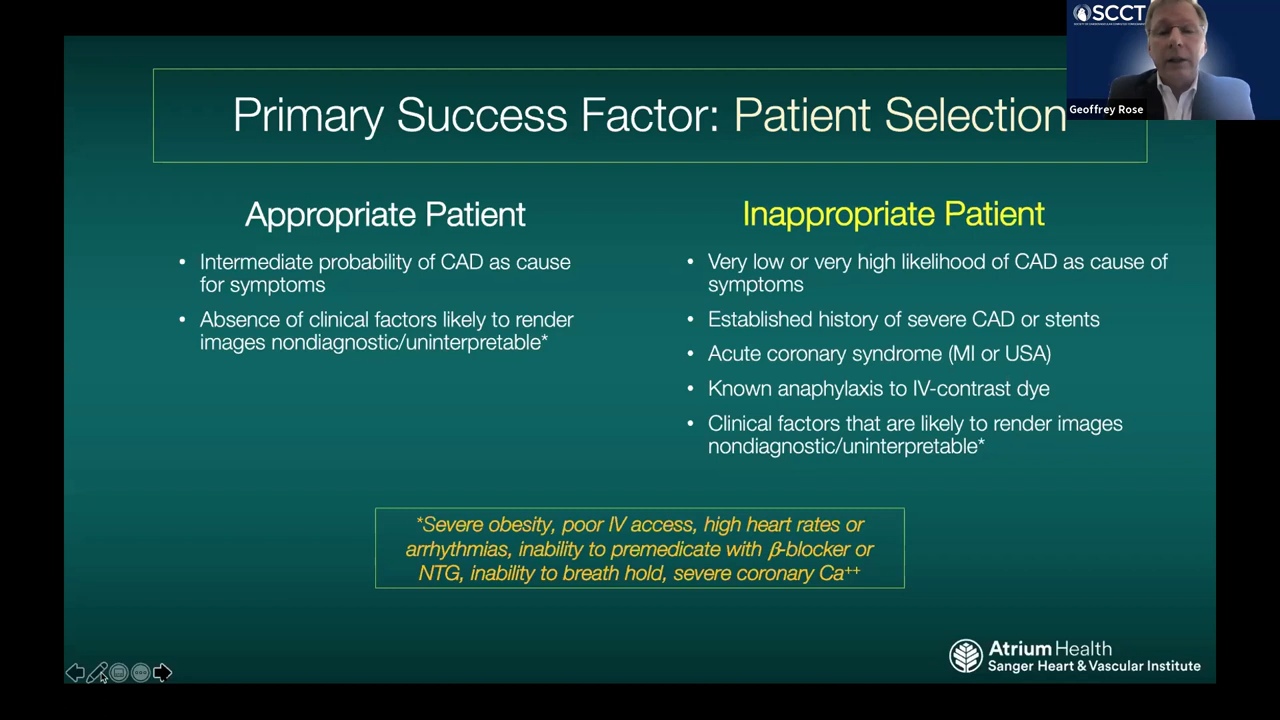 SCCT
Geoffrey Rose
Primary Success Factor: Patient Selection
Appropriate Patient
• Intermediate probability of CAD as cause
for symptoms
• Absence of clinical factors likely to render
images nondiagnostic/uninterpretable*
Inappropriate Patient
• Very low or very high likelihood of CAD as cause of
symptoms
• Established history of severe CAD or stents
• Acute coronary syndrome (MI or USA)
• Known anaphylaxis to IV-contrast dye
• Clinical factors that are likely to render images
nondiagnostic/uninterpretable*
*Severe obesity, poor IV access, high heart rates or
arrhythmias, inability to premedicate with β-blocker or
NTG, inability to breath hold, severe coronary Ca⁺⁺
Atrium Health
Sanger Heart & Vascular Institute